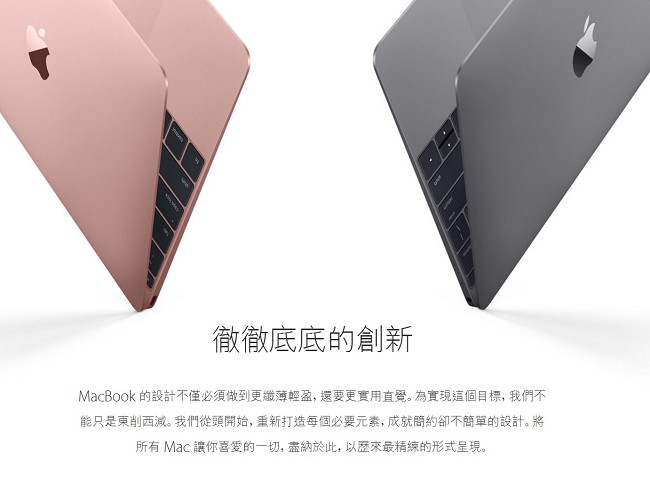 徹徹底底的創新
MacBook 的設計不僅必須做到更纖薄輕盈，還要更實用直覺。為實現這個目標，我們不
能只是東削西減。我們從頭開始，重新打造每個必要元素，成就簡約卻不簡單的設計。將
所有 Mac 讓你喜愛的一切，盡納於此，以歷來最精練的形式呈現。